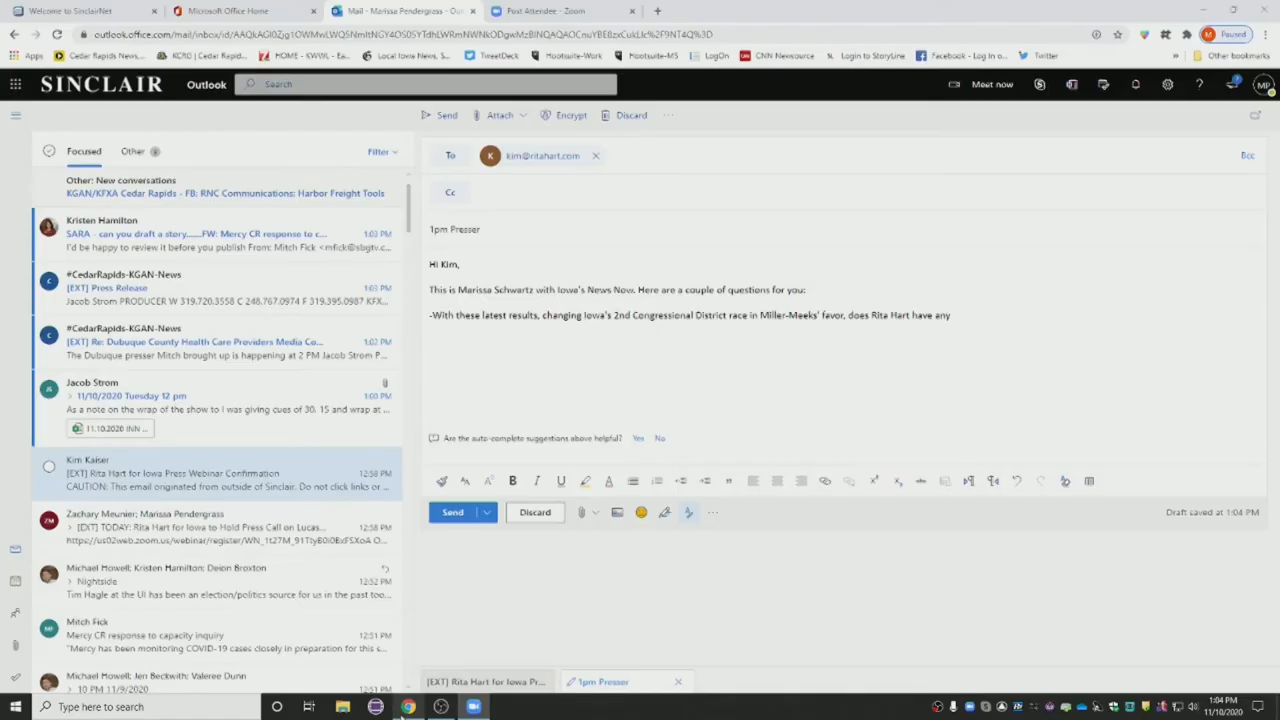 Welcome to SinclairNet
Microsoft Office Home
Mail - Marissa Pendergrass - Ou
Post Attendee - Zoom
Paused
Apps
Cedar Rapids News,...
KCRG | Cedar Rapid...
HOME - KWWL - Ea...
Local Iowa News, S...
TweetDeck
Hootsuite-Work
Hootsuite-MS
LogOn
CNN Newsource
Login to StoryLine
Facebook - Log In o...
Twitter
Other bookmarks
SINCLAIR
Outlook
Search
Meet now
MP
Send
Attach
Encrypt
Discard
Focused
Other
Filter
Other: New conversations
KGAN/KFXA Cedar Rapids - FB: RNC Communications: Harbor Freight Tools
Kristen Hamilton
SARA - can you draft a story......FW: Mercy CR response to c...
1:03 PM
I'd be happy to review it before you publish From: Mitch Fick <mfick@sbgtv.c...
#CedarRapids-KGAN-News
[EXT] Press Release
1:03 PM
Jacob Strom PRODUCER W 319.720.3558 C 248.767.0974 F 319.395.0987 KFX...
#CedarRapids-KGAN-News
[EXT] Re: Dubuque County Health Care Providers Media Co...
1:02 PM
The Dubuque presser Mitch brought up is happening at 2 PM Jacob Strom P...
Jacob Strom
11/10/2020 Tuesday 12 pm
1:00 PM
As a note on the wrap of the show to I was giving cues of 30, 15 and wrap at ...
11.10.2020 INN ...
Kim Kaiser
[EXT] Rita Hart for Iowa Press Webinar Confirmation
12:58 PM
CAUTION: This email originated from outside of Sinclair. Do not click links or ...
Zachary Meunier; Marissa Pendergrass
[EXT] TODAY: Rita Hart for Iowa to Hold Press Call on Lucas...
12:58 PM
Michael Howell; Kristen Hamilton; Deion Broxton
Nightside
12:52 PM
Tim Hagle at the UI has been an election/politics source for us in the past too...
Mitch Fick
Mercy CR response to capacity inquiry
12:51 PM
"Mercy has been monitoring COVID-19 cases closely in preparation for this s...
Michael Howell; Jen Beckwith; Valeree Dunn
10 PM 11/9/2020
12:51 PM
To
K
kim@ritahart.com
Bcc
Cc
1pm Presser
Hi Kim,
This is Marissa Schwartz with Iowa's News Now. Here are a couple of questions for you:
-With these latest results, changing Iowa's 2nd Congressional District race in Miller-Meeks' favor, does Rita Hart have any
Are the auto-complete suggestions above helpful?
Yes
No
Send
Discard
Draft saved at 1:04 PM
[EXT] Rita Hart for Iowa Pr...
1pm Presser
Type here to search
1:04 PM
11/10/2020